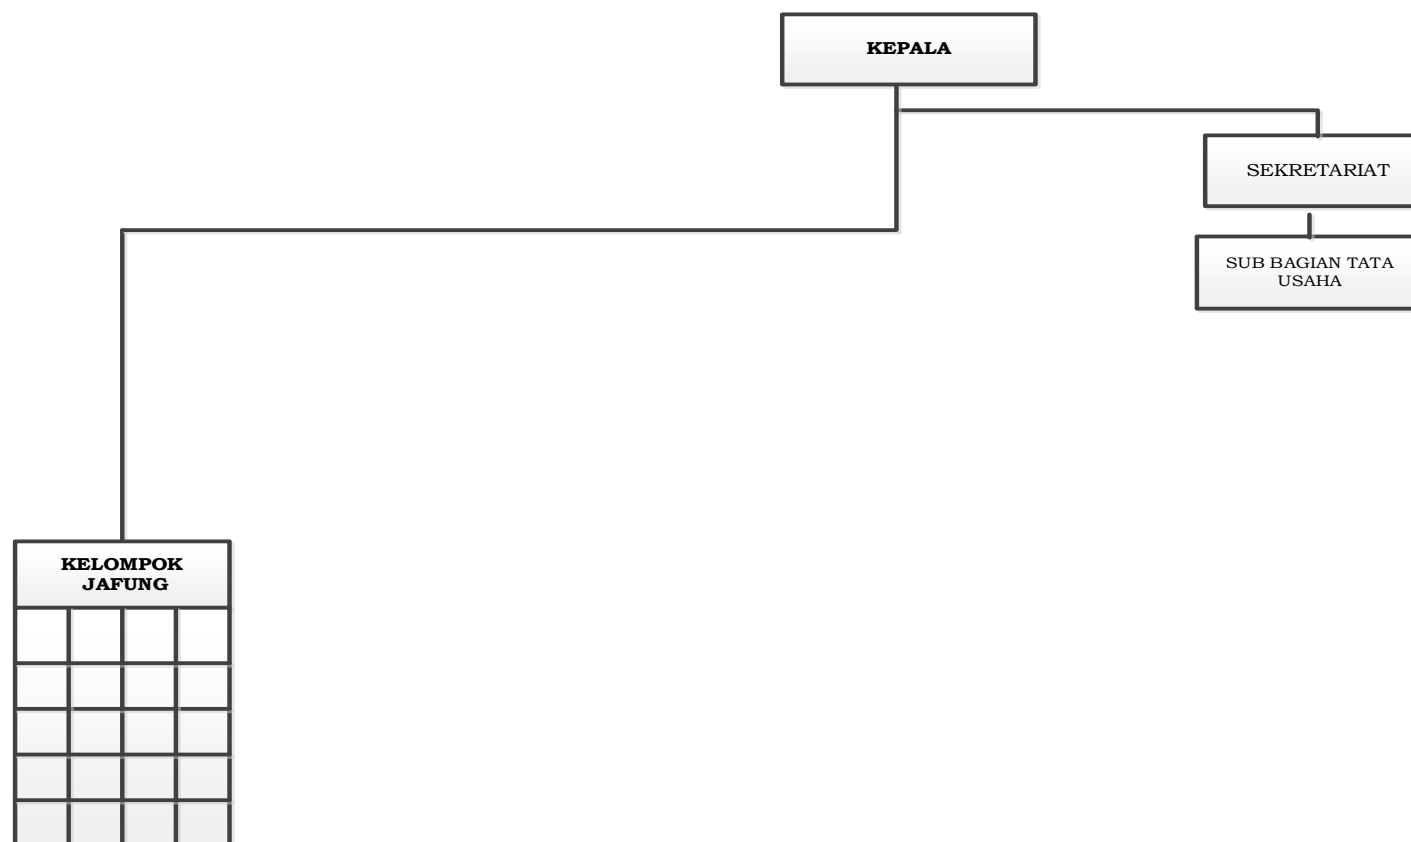 KEPALA
SEKRETARIAT
SUB BAGIAN TATA
USAHA
KELOMPOK
JAFUNG